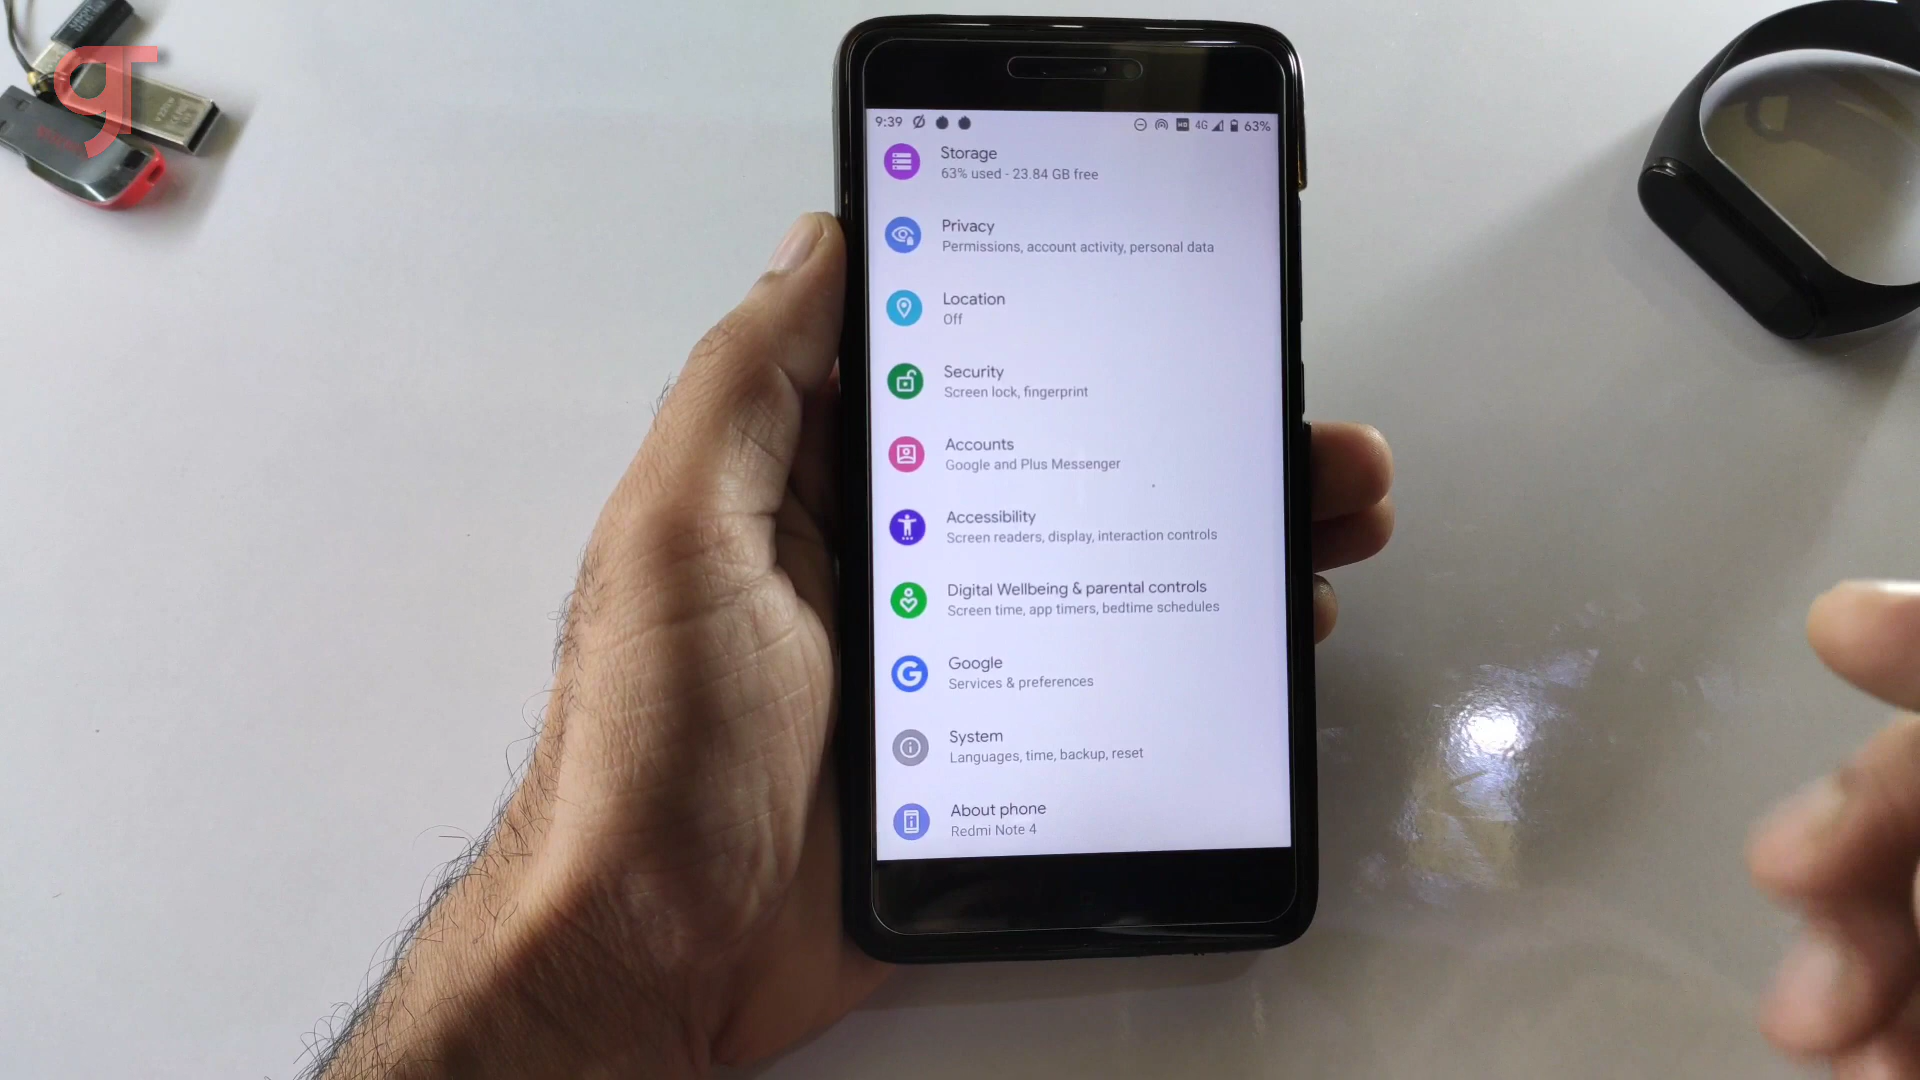 gT
9:39 4G 63%
Storage
63% used - 23.84 GB free
Privacy
Permissions, account activity, personal data
Location
Off
Security
Screen lock, fingerprint
Accounts
Google and Plus Messenger
Accessibility
Screen readers, display, interaction controls
Digital Wellbeing & parental controls
Screen time, app timers, bedtime schedules
Google
Services & preferences
System
Languages, time, backup, reset
About phone
Redmi Note 4